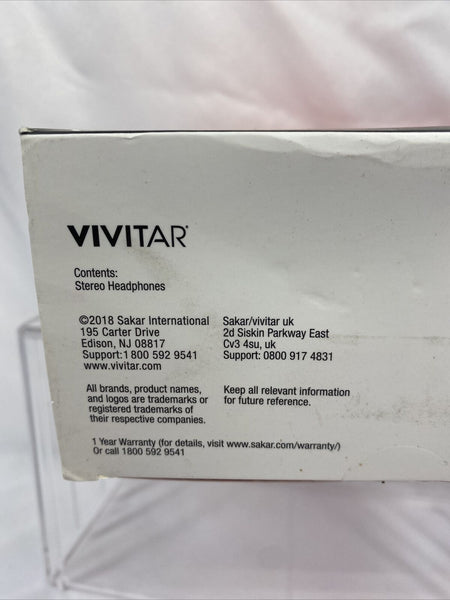 VIVITAR
Contents:
Stereo Headphones
©2018 Sakar International
195 Carter Drive
Edison, NJ 08817
Support:1 800 592 9541
www.vivitar.com
Sakar/vivitar uk
2d Siskin Parkway East
Cv3 4su, uk
Support: 0800 917 4831
All brands, product names,
and logos are trademarks or
registered trademarks of
their respective companies.
Keep all relevant information
for future reference.
1 Year Warranty (for details, visit www.sakar.com/warranty/)
Or call 1800 592 9541